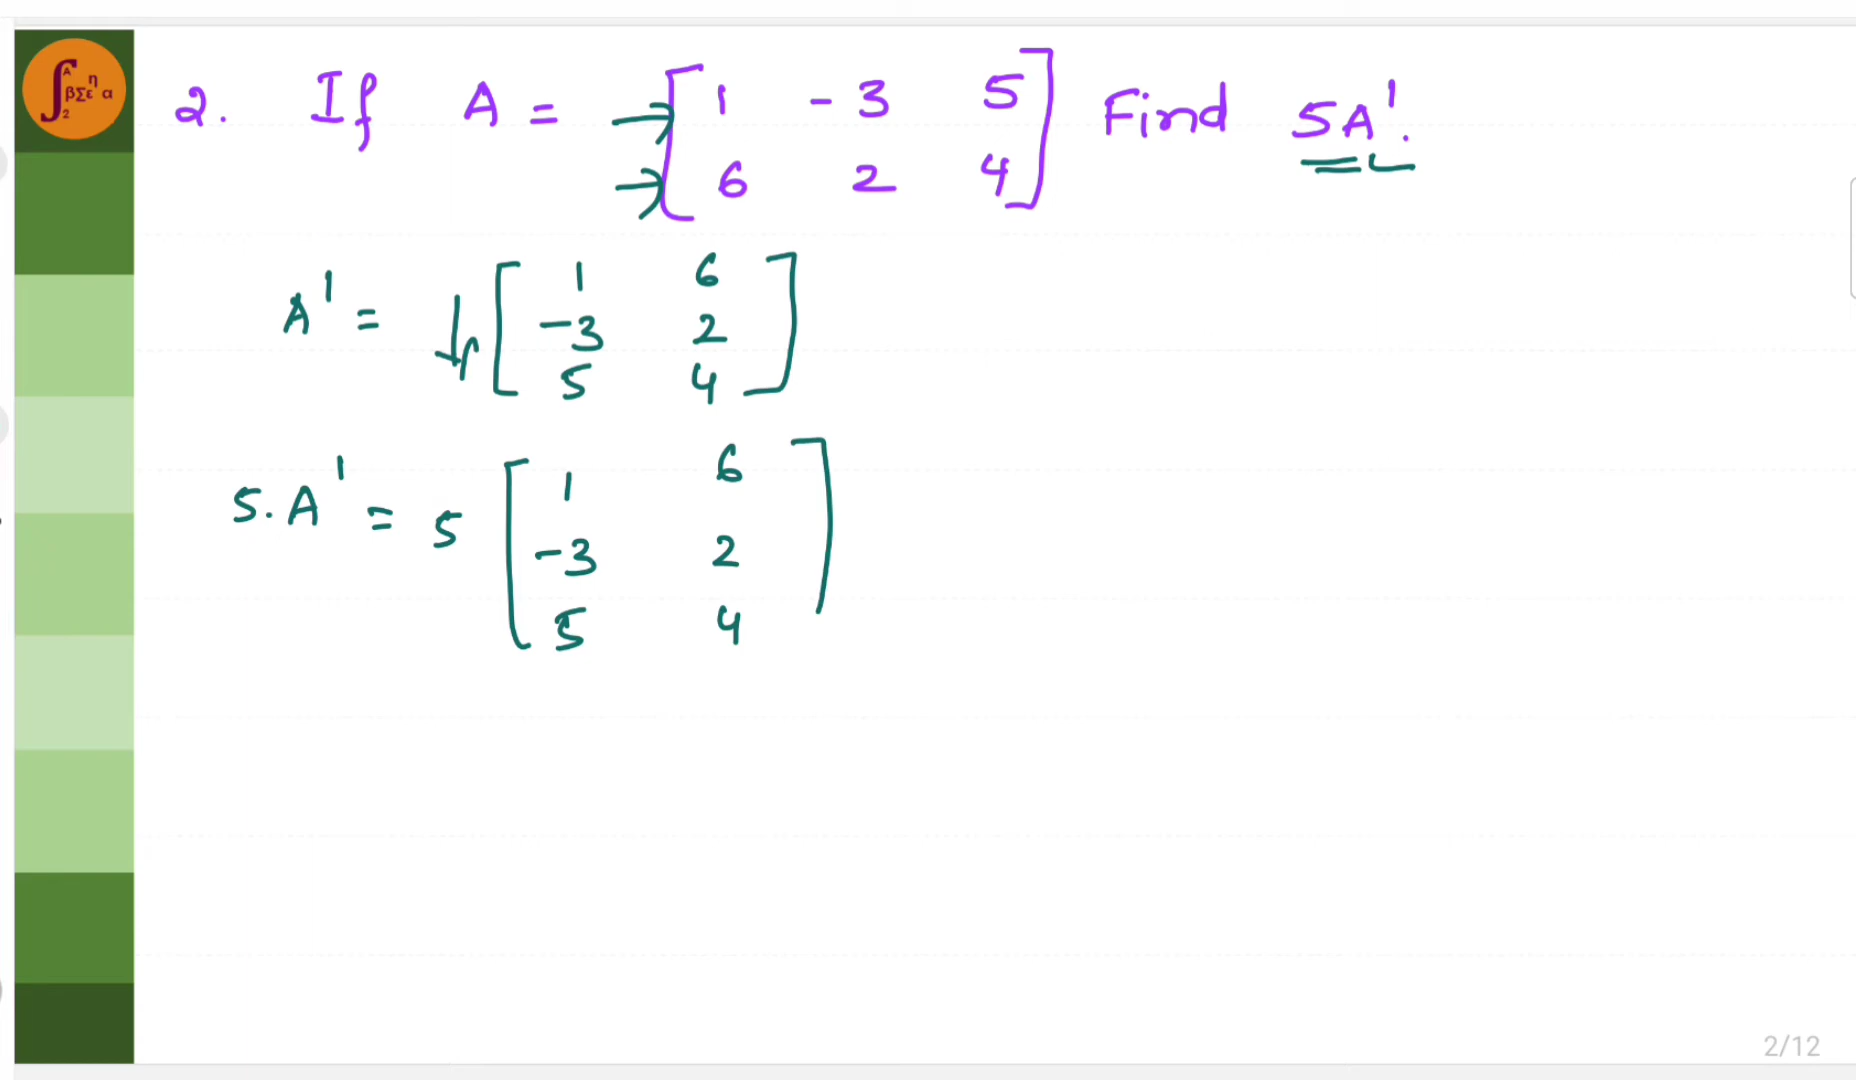 2. If A = → [ 1 -3 5 ] Find 5A'.
→ [ 6 2 4 ]
A' = [ 1 6
-3 2
5 4 ]
5.A' = 5 [ 1 6
-3 2
5 4 ]
2/12